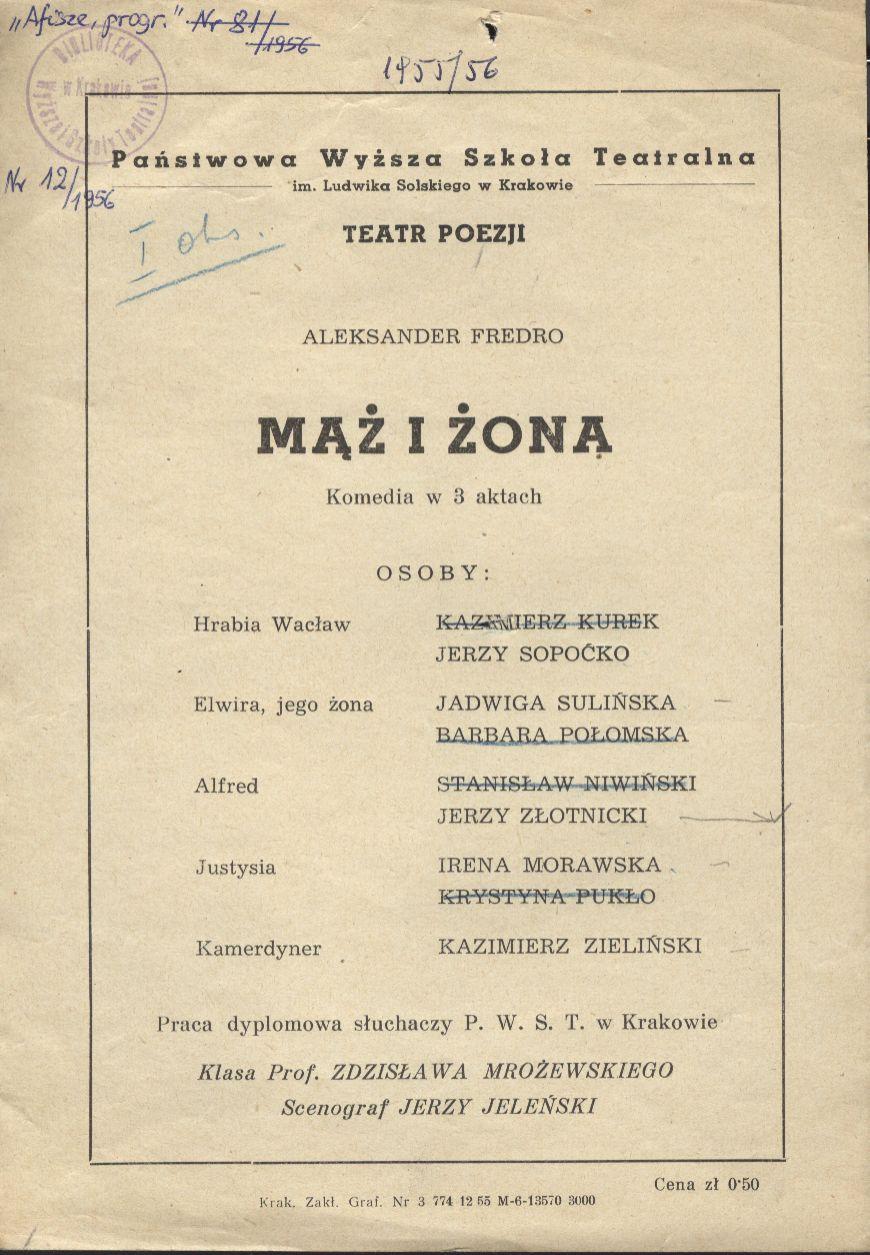 „Afisze, progr." Nr 81/
/1956
1955/56
BIBLIOTEKA
w Krakowie
Nr 12/
/1956
Państwowa Wyższa Szkoła Teatralna
im. Ludwika Solskiego w Krakowie
TEATR POEZJI
I obs.
ALEKSANDER FREDRO
MĄŻ I ŻONA
Komedia w 3 aktach
OSOBY:
Hrabia Wacław KAZIMIERZ KUREK
JERZY SOPOĆKO
Elwira, jego żona JADWIGA SULIŃSKA
BARBARA POŁOMSKA
Alfred STANISŁAW NIWIŃSKI
JERZY ZŁOTNICKI
Justysia IRENA MORAWSKA
KRYSTYNA PUKŁO
Kamerdyner KAZIMIERZ ZIELIŃSKI
Praca dyplomowa słuchaczy P. W. S. T. w Krakowie
Klasa Prof. ZDZISŁAWA MROŻEWSKIEGO
Scenograf JERZY JELEŃSKI
Cena zł 0·50
Krak. Zakł. Graf. Nr 3 774 12 55 M-6-13570 3000